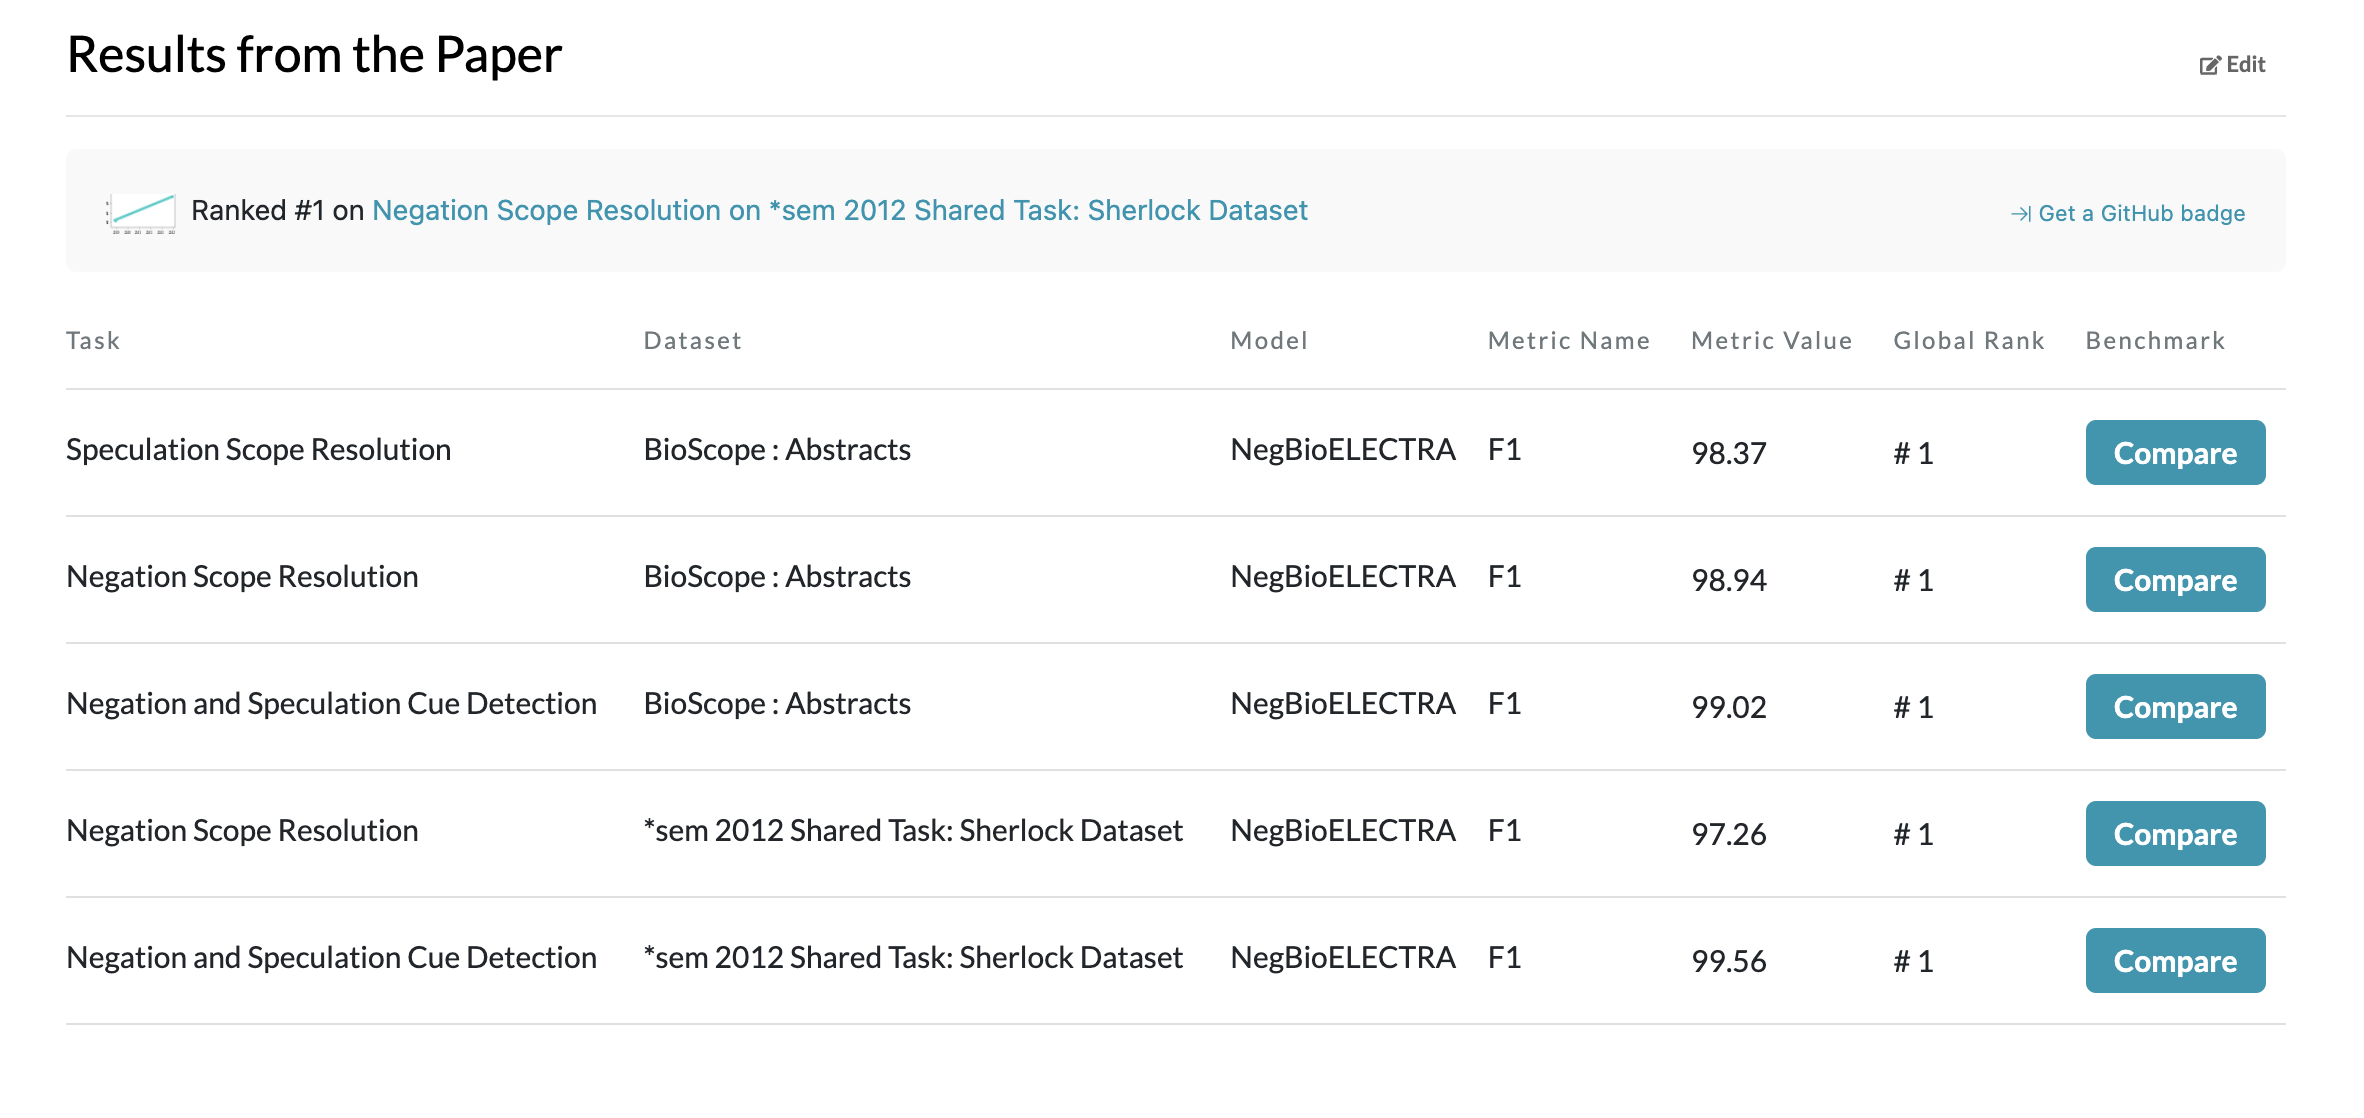 Results from the Paper
Edit
Ranked #1 on Negation Scope Resolution on *sem 2012 Shared Task: Sherlock Dataset
Get a GitHub badge
Task Dataset Model Metric Name Metric Value Global Rank Benchmark
Speculation Scope Resolution BioScope : Abstracts NegBioELECTRA F1 98.37 # 1 Compare
Negation Scope Resolution BioScope : Abstracts NegBioELECTRA F1 98.94 # 1 Compare
Negation and Speculation Cue Detection BioScope : Abstracts NegBioELECTRA F1 99.02 # 1 Compare
Negation Scope Resolution *sem 2012 Shared Task: Sherlock Dataset NegBioELECTRA F1 97.26 # 1 Compare
Negation and Speculation Cue Detection *sem 2012 Shared Task: Sherlock Dataset NegBioELECTRA F1 99.56 # 1 Compare